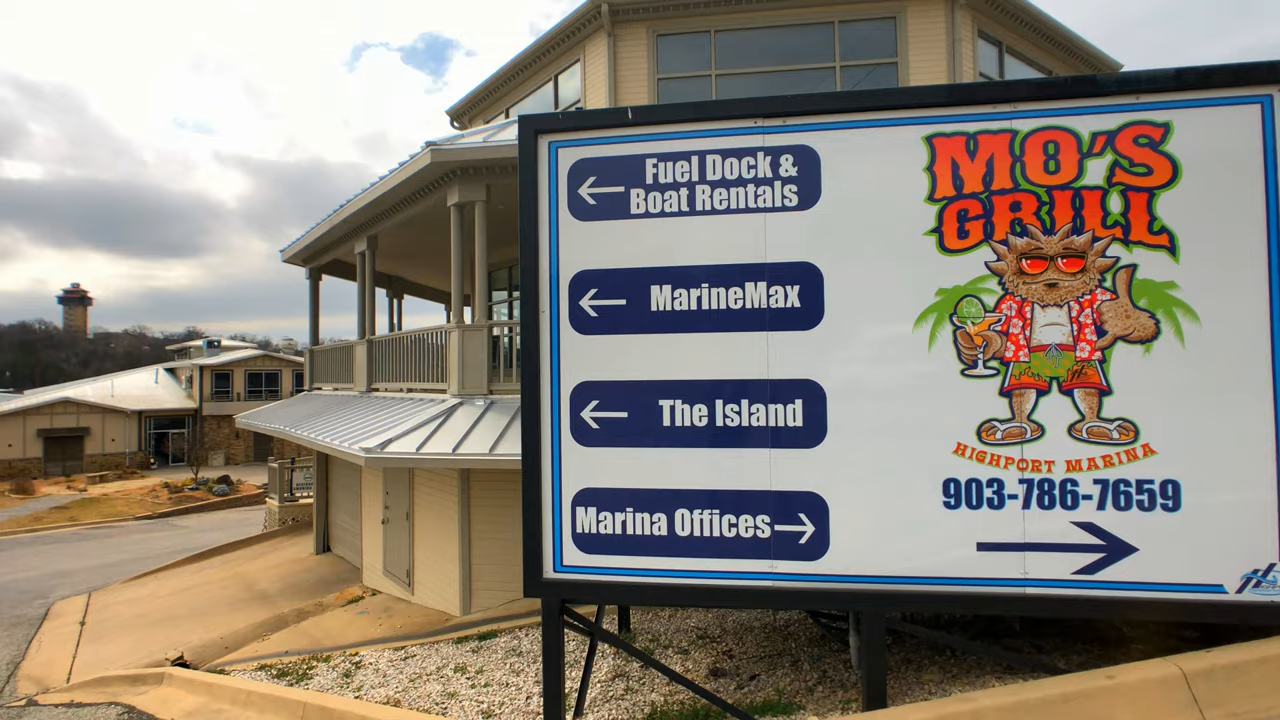 Fuel Dock &
Boat Rentals
MarineMax
The Island
Marina Offices
MO'S
GRILL
HIGHPORT MARINA
903-786-7659